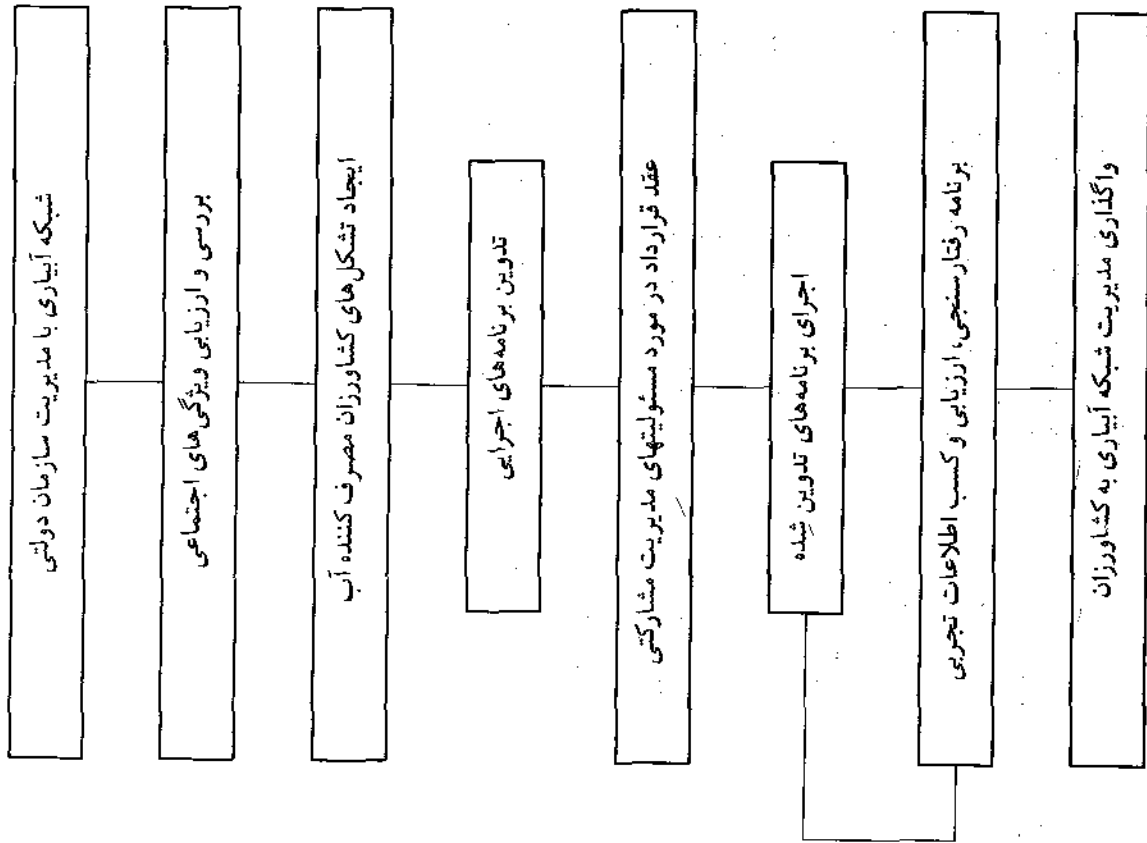 شبکه آبیاری با مدیریت سازمان دولتی
بررسی و ارزیابی ویژگی‌های اجتماعی
ایجاد تشکل‌های کشاورزان مصرف کننده آب
تدوین برنامه‌های اجرایی
عقد قرارداد در مورد مسئولیتهای مدیریت مشارکتی
اجرای برنامه‌های تدوین شده
برنامه رفتارسنجی، ارزیابی و کسب اطلاعات تجربی
واگذاری مدیریت شبکه آبیاری به کشاورزان